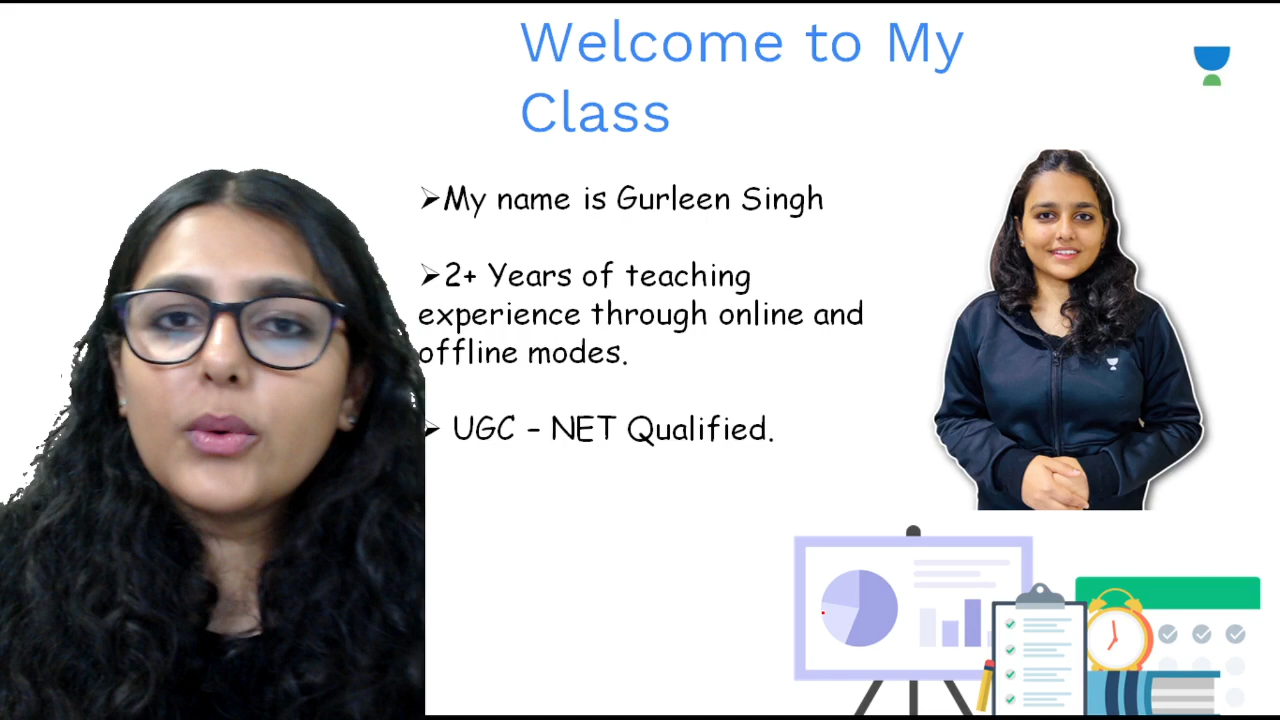 Welcome to My
Class
➢My name is Gurleen Singh
➢2+ Years of teaching
experience through online and
offline modes.
➢ UGC – NET Qualified.